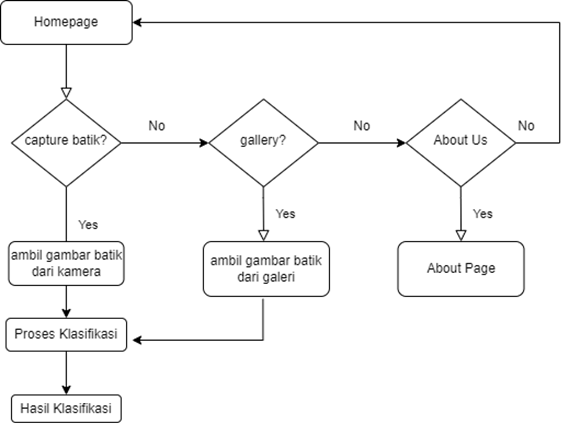 Homepage
capture batik?
No
gallery?
No
About Us
No
Yes
Yes
Yes
ambil gambar batik
dari kamera
ambil gambar batik
dari galeri
About Page
Proses Klasifikasi
Hasil Klasifikasi